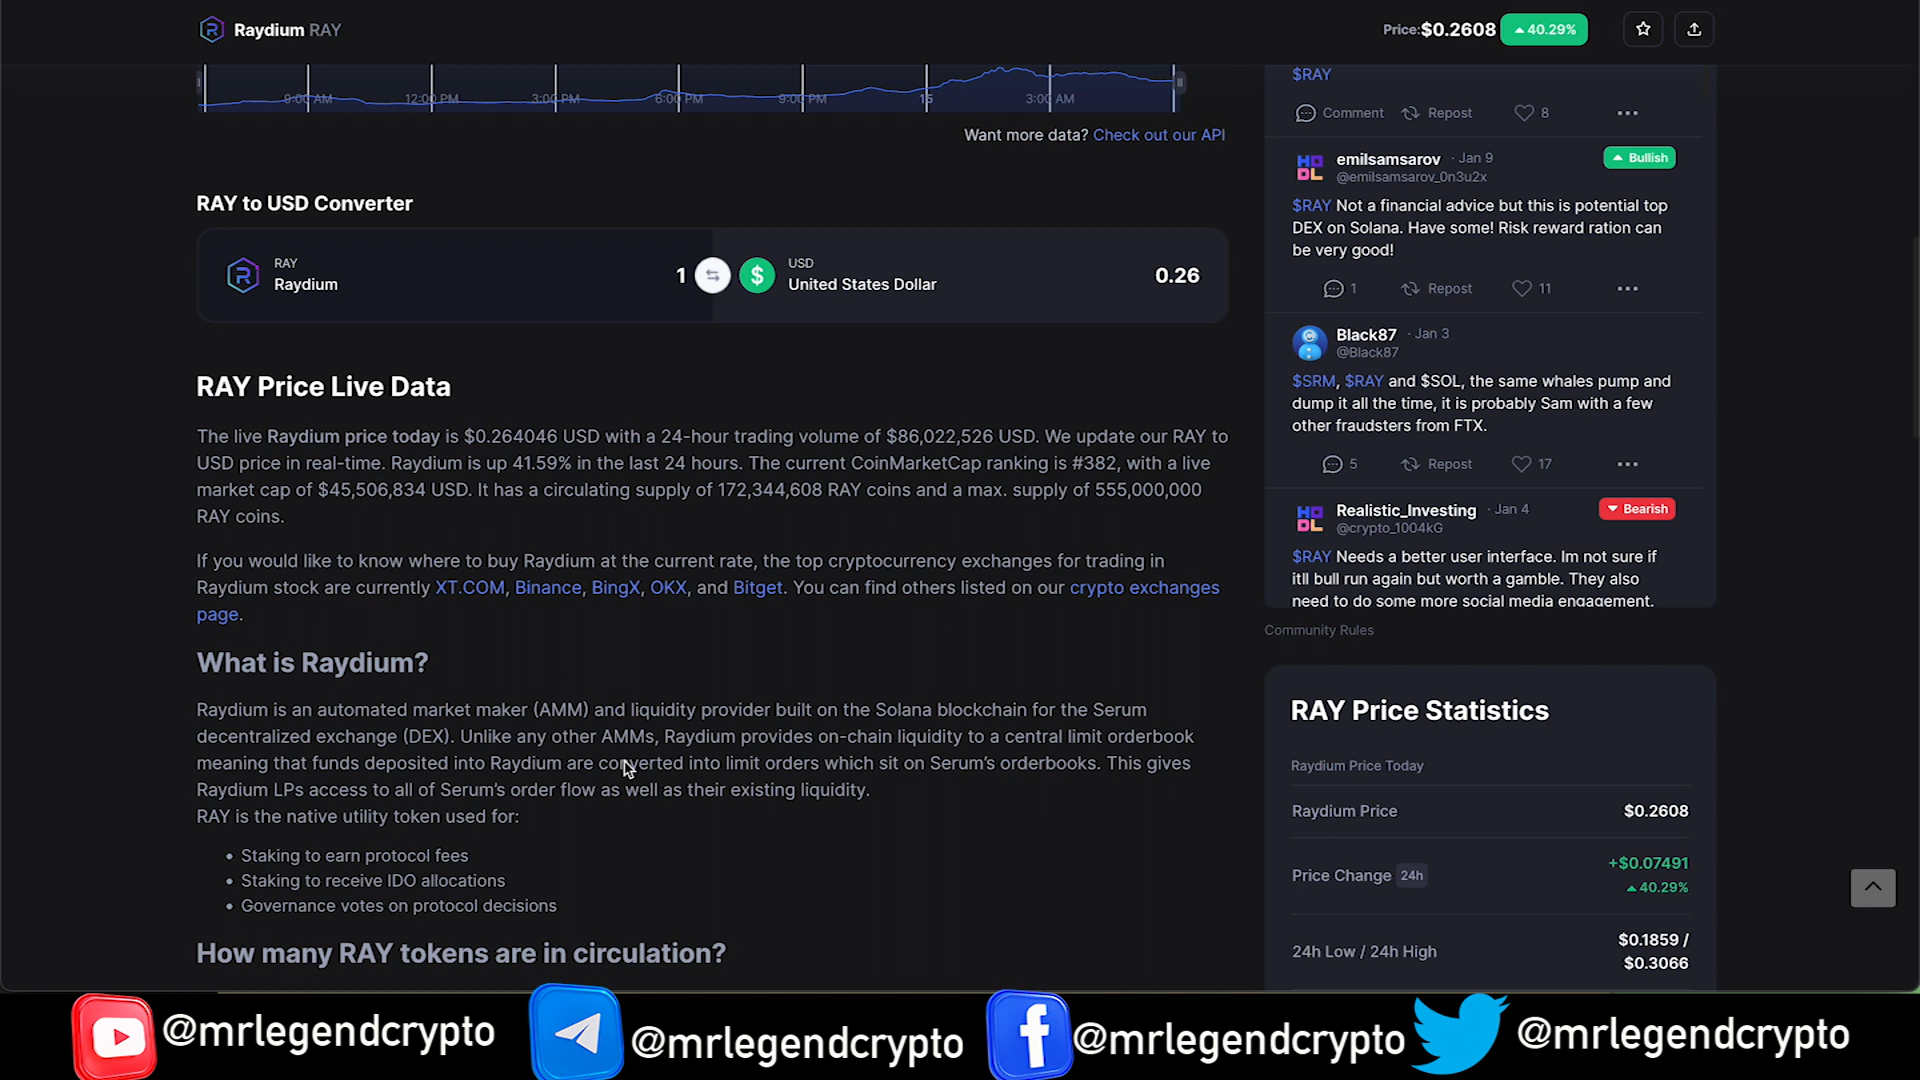 Raydium RAY
Price:$0.2608
40.29%
9:00 AM
12:00 PM
3:00 PM
6:00 PM
9:00 PM
15
3:00 AM
Want more data? Check out our API
RAY to USD Converter
RAY
Raydium
1
$
USD
United States Dollar
0.26
RAY Price Live Data
The live Raydium price today is $0.264046 USD with a 24-hour trading volume of $86,022,526 USD. We update our RAY to
USD price in real-time. Raydium is up 41.59% in the last 24 hours. The current CoinMarketCap ranking is #382, with a live
market cap of $45,506,834 USD. It has a circulating supply of 172,344,608 RAY coins and a max. supply of 555,000,000
RAY coins.
If you would like to know where to buy Raydium at the current rate, the top cryptocurrency exchanges for trading in
Raydium stock are currently XT.COM, Binance, BingX, OKX, and Bitget. You can find others listed on our crypto exchanges
page.
What is Raydium?
Raydium is an automated market maker (AMM) and liquidity provider built on the Solana blockchain for the Serum
decentralized exchange (DEX). Unlike any other AMMs, Raydium provides on-chain liquidity to a central limit orderbook
meaning that funds deposited into Raydium are converted into limit orders which sit on Serum's orderbooks. This gives
Raydium LPs access to all of Serum's order flow as well as their existing liquidity.
RAY is the native utility token used for:
• Staking to earn protocol fees
• Staking to receive IDO allocations
• Governance votes on protocol decisions
How many RAY tokens are in circulation?
$RAY
Comment
Repost
8
HODL
emilsamsarov · Jan 9
Bullish
@emilsamsarov_0n3u2x
$RAY Not a financial advice but this is potential top
DEX on Solana. Have some! Risk reward ration can
be very good!
1
Repost
11
Black87 · Jan 3
@Black87
$SRM, $RAY and $SOL, the same whales pump and
dump it all the time, it is probably Sam with a few
other fraudsters from FTX.
5
Repost
17
HODL
Realistic_Investing · Jan 4
Bearish
@crypto_1004kG
$RAY Needs a better user interface. Im not sure if
itll bull run again but worth a gamble. They also
need to do some more social media engagement.
Community Rules
RAY Price Statistics
Raydium Price Today
Raydium Price
$0.2608
Price Change 24h
+$0.07491
40.29%
24h Low / 24h High
$0.1859 /
$0.3066
@mrlegendcrypto
@mrlegendcrypto
@mrlegendcrypto
@mrlegendcrypto